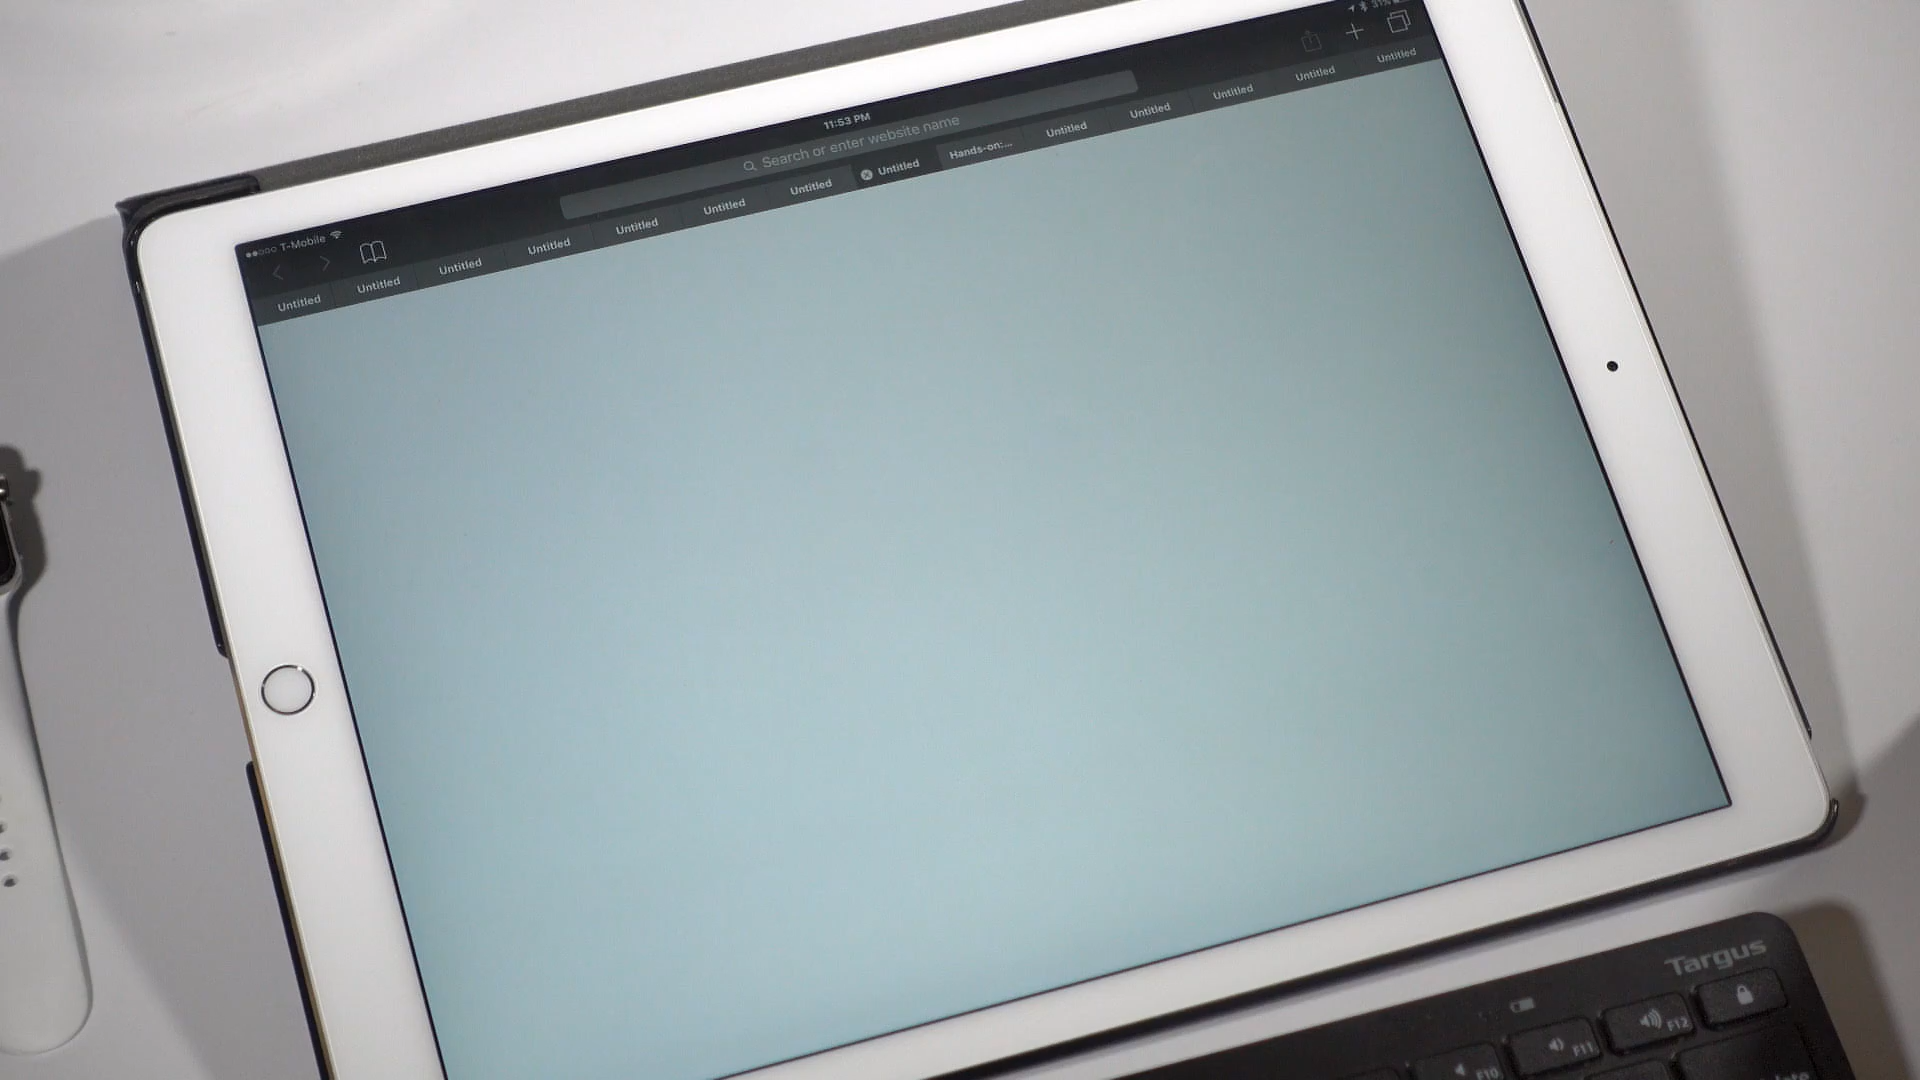 T-Mobile
11:53 PM
31%
Search or enter website name
Untitled Untitled Untitled Untitled Untitled Untitled Untitled Untitled Hands-on:... Untitled Untitled Untitled Untitled Untitled
Targus
F10 F11 F12